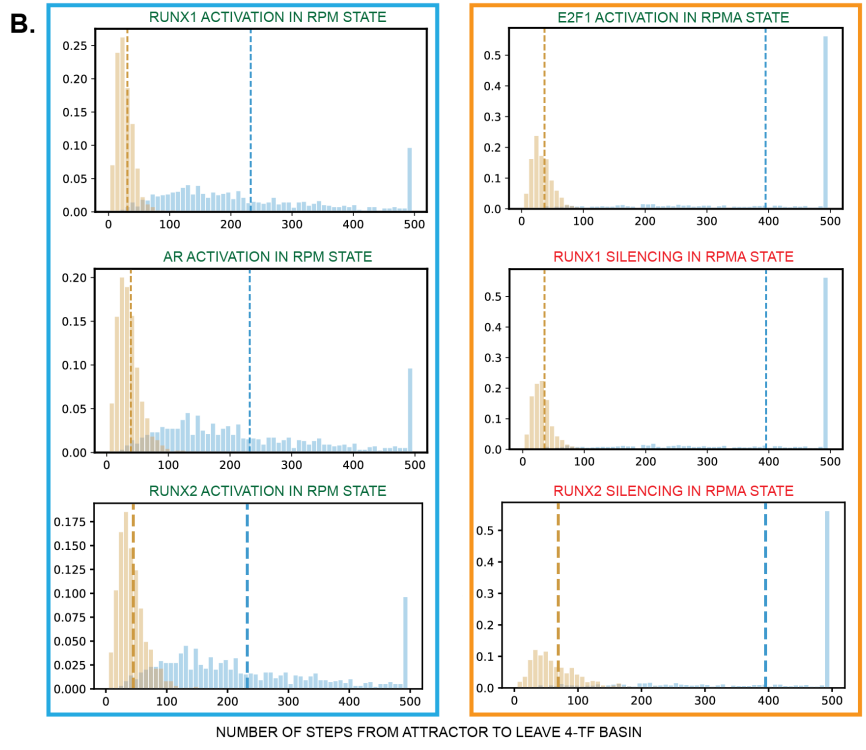 B.
RUNX1 ACTIVATION IN RPM STATE
0.25
0.20
0.15
0.10
0.05
0.00
0 100 200 300 400 500
AR ACTIVATION IN RPM STATE
0.20
0.15
0.10
0.05
0.00
0 100 200 300 400 500
RUNX2 ACTIVATION IN RPM STATE
0.175
0.150
0.125
0.100
0.075
0.050
0.025
0.000
0 100 200 300 400 500
E2F1 ACTIVATION IN RPMA STATE
0.5
0.4
0.3
0.2
0.1
0.0
0 100 200 300 400 500
RUNX1 SILENCING IN RPMA STATE
0.5
0.4
0.3
0.2
0.1
0.0
0 100 200 300 400 500
RUNX2 SILENCING IN RPMA STATE
0.5
0.4
0.3
0.2
0.1
0.0
0 100 200 300 400 500
NUMBER OF STEPS FROM ATTRACTOR TO LEAVE 4-TF BASIN